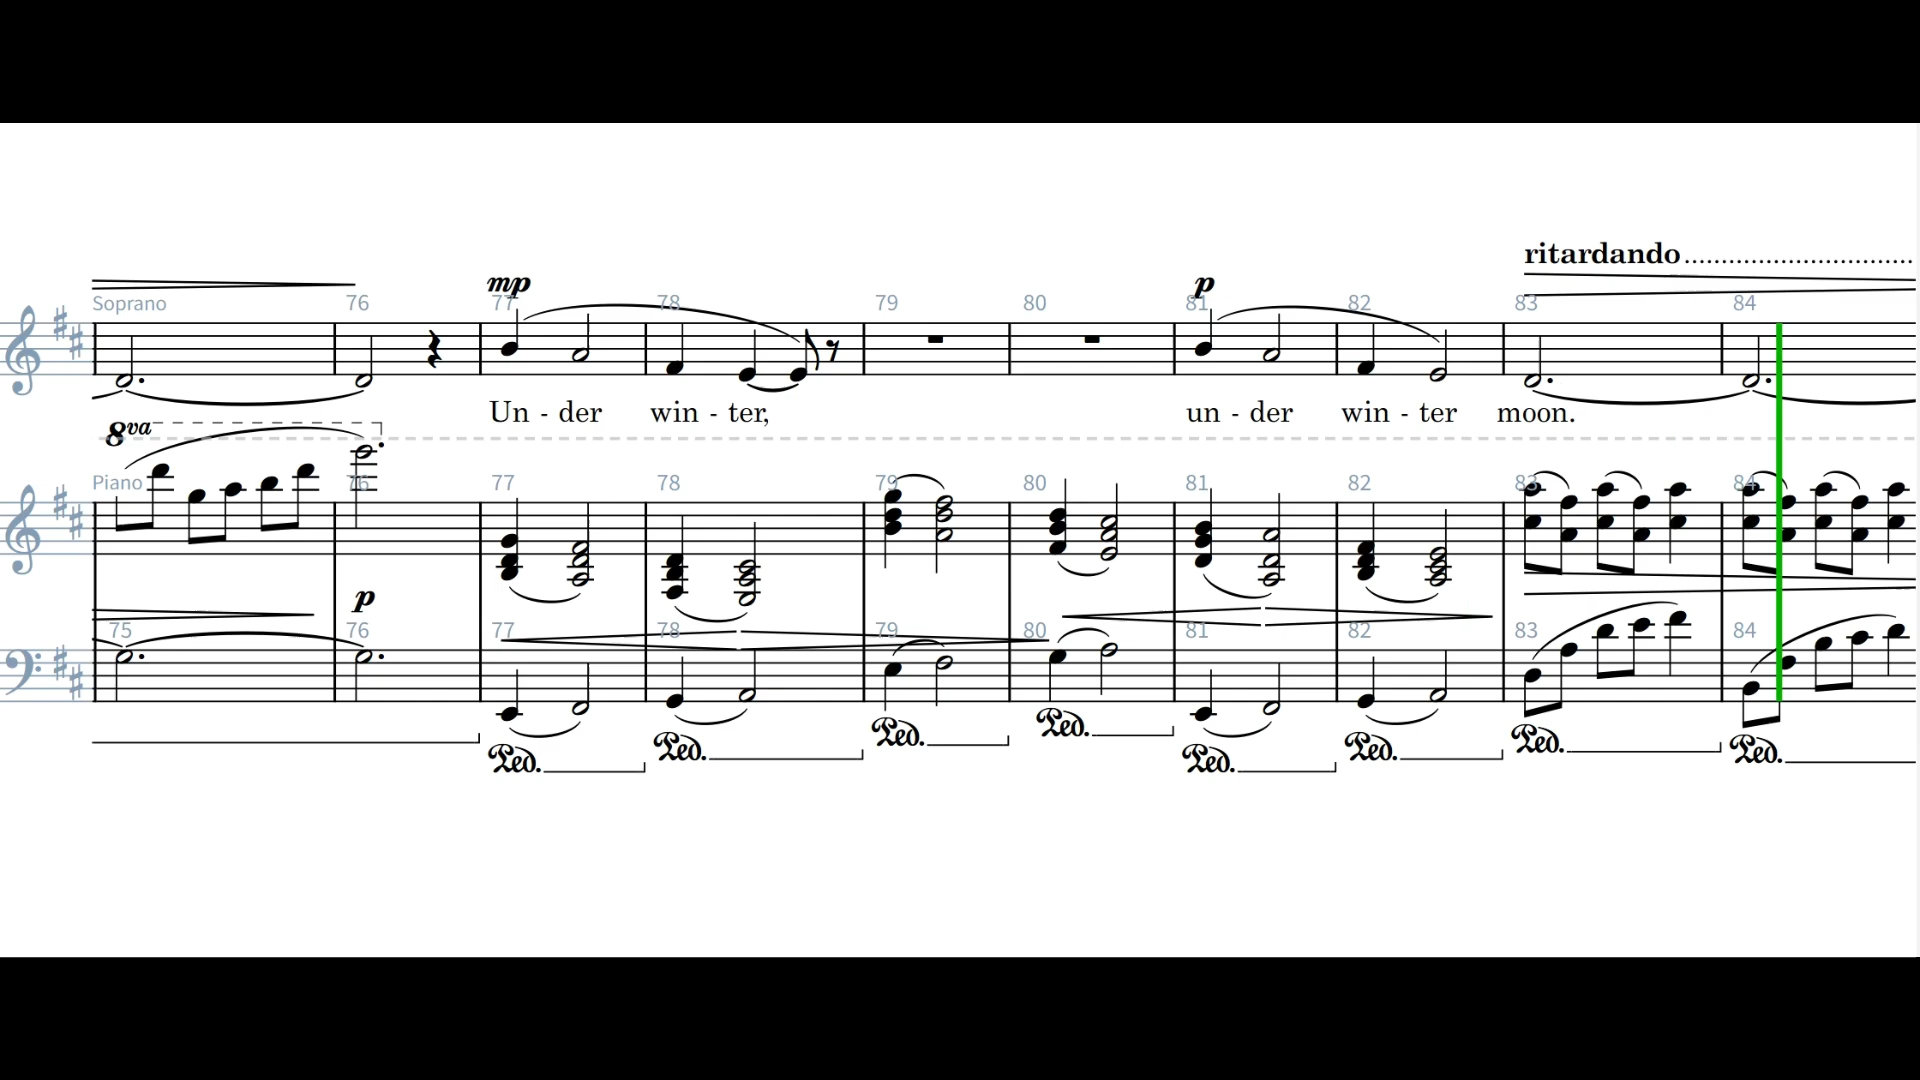 ritardando
mp
p
Soprano 76 77 78 79 80 81 82 83 84
Un - der win - ter, un - der win - ter moon.
8va
Piano 76 77 78 79 80 81 82 83 84
p
75 76 77 78 79 80 81 82 83 84
Ped. Ped. Ped. Ped. Ped. Ped. Ped. Ped.